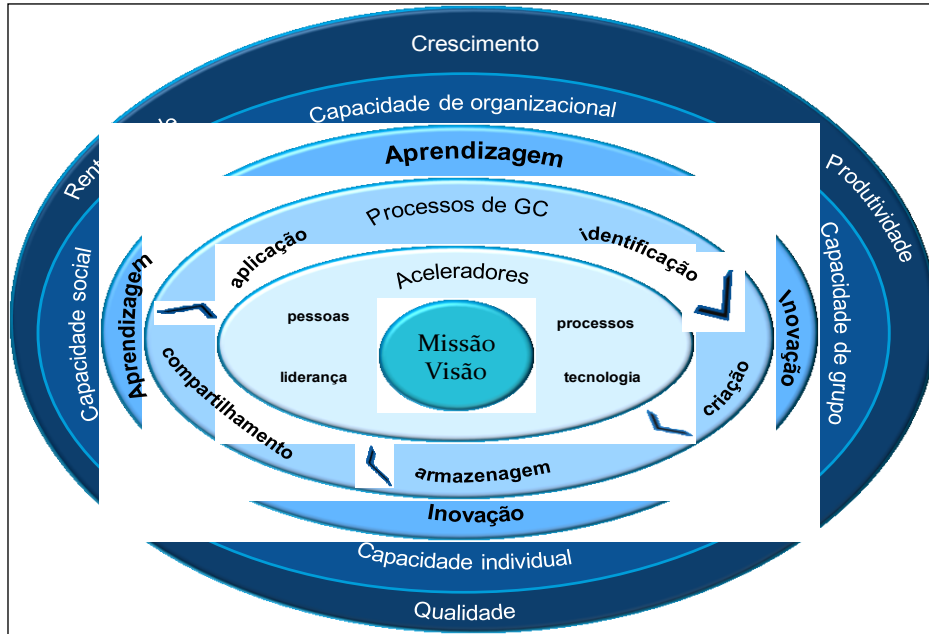 Crescimento
Capacidade de organizacional
Aprendizagem
Processos de GC
identificação
aplicação
Aceleradores
pessoas
processos
Missão
Visão
liderança
tecnologia
criação
compartilhamento
armazenagem
Aprendizagem
Inovação
Capacidade social
Capacidade de grupo
Produtividade
Inovação
Capacidade individual
Qualidade